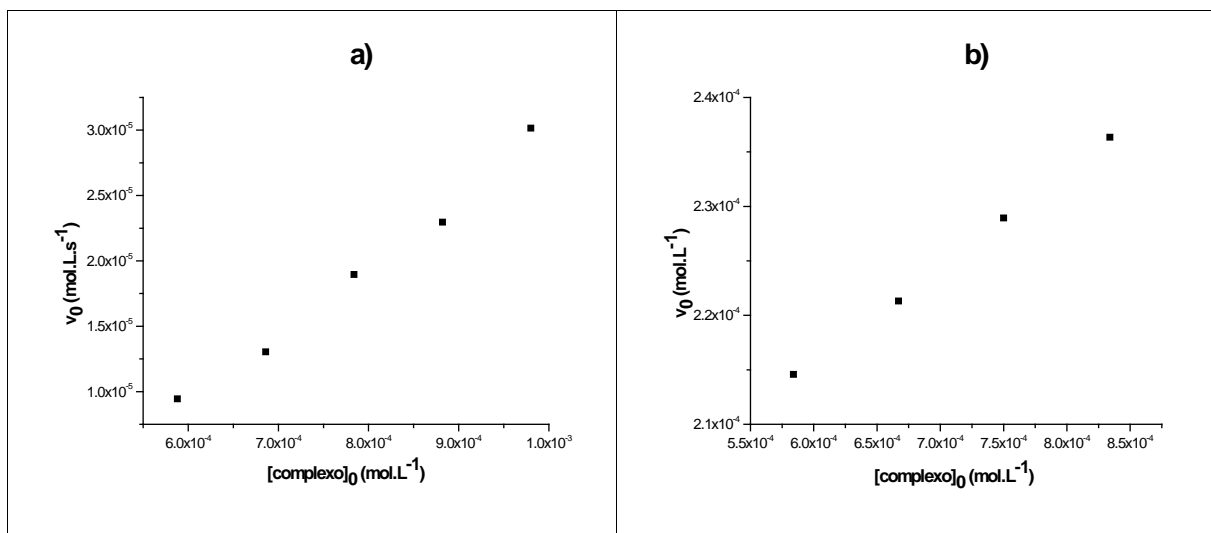 a)
3.0x10⁻⁵
2.5x10⁻⁵
2.0x10⁻⁵
1.5x10⁻⁵
1.0x10⁻⁵
v₀ (mol.L.s⁻¹)
6.0x10⁻⁴ 7.0x10⁻⁴ 8.0x10⁻⁴ 9.0x10⁻⁴ 1.0x10⁻³
[complexo]₀ (mol.L⁻¹)
b)
2.4x10⁻⁴
2.3x10⁻⁴
2.2x10⁻⁴
2.1x10⁻⁴
v₀ (mol.L⁻¹)
5.5x10⁻⁴ 6.0x10⁻⁴ 6.5x10⁻⁴ 7.0x10⁻⁴ 7.5x10⁻⁴ 8.0x10⁻⁴ 8.5x10⁻⁴
[complexo]₀ (mol.L⁻¹)